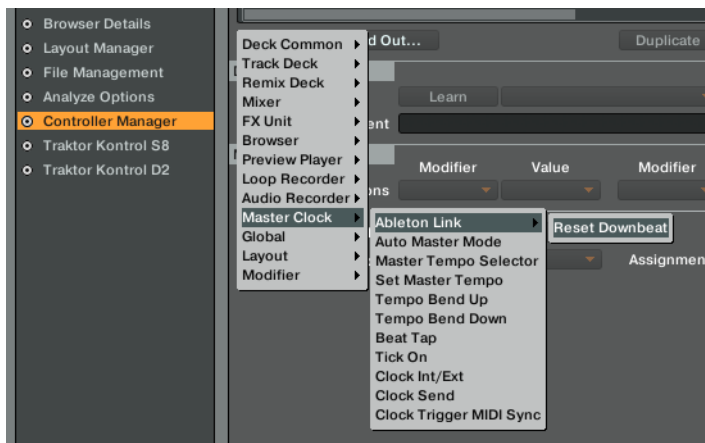 Browser Details
Layout Manager
File Management
Analyze Options
Controller Manager
Traktor Kontrol S8
Traktor Kontrol D2
d Out...
Duplicate
Learn
ent
Modifier
Value
Modifier
ons
Assignmen
Deck Common
Track Deck
Remix Deck
Mixer
FX Unit
Browser
Preview Player
Loop Recorder
Audio Recorder
Master Clock
Global
Layout
Modifier
Ableton Link
Auto Master Mode
Master Tempo Selector
Set Master Tempo
Tempo Bend Up
Tempo Bend Down
Beat Tap
Tick On
Clock Int/Ext
Clock Send
Clock Trigger MIDI Sync
Reset Downbeat